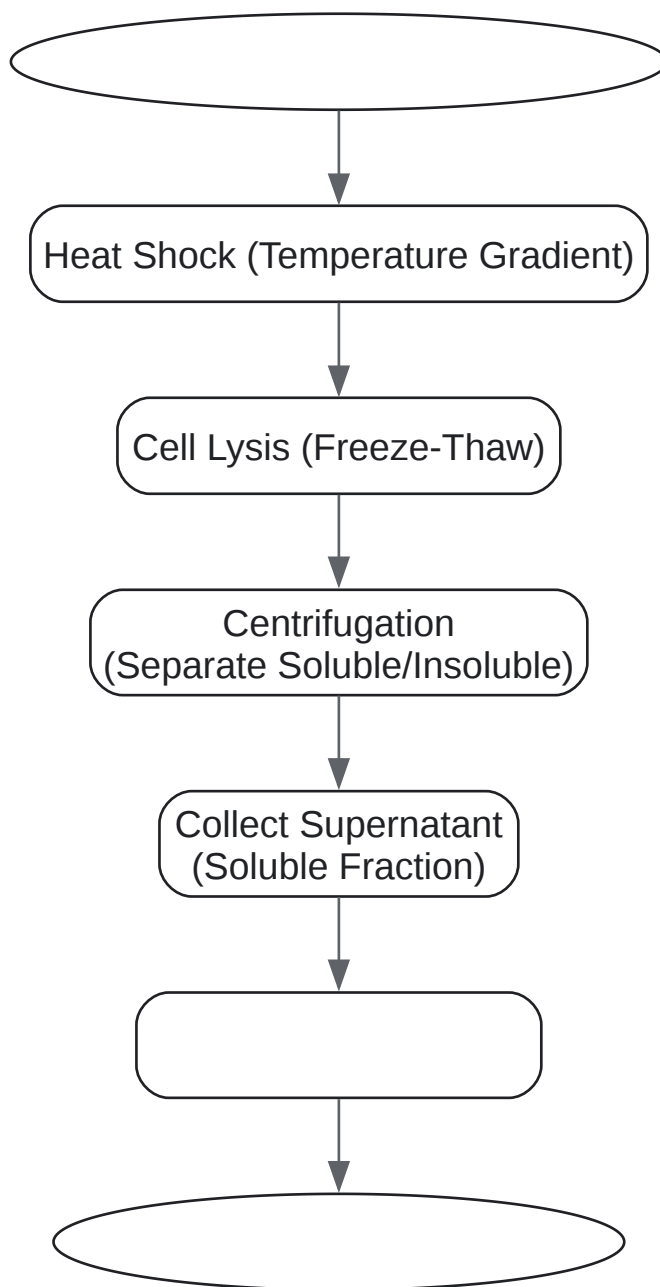 Heat Shock (Temperature Gradient)
Cell Lysis (Freeze-Thaw)
Centrifugation
(Separate Soluble/Insoluble)
Collect Supernatant
(Soluble Fraction)